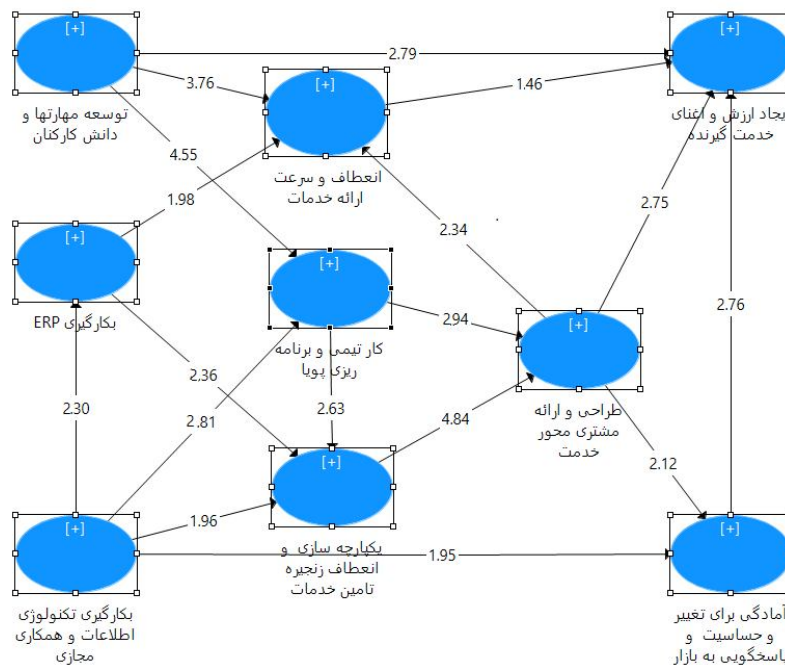 [+]
توسعه مهارتها و
دانش کارکنان
2.79
3.76
[+]
انعطاف و سرعت
ارائه خدمات
1.46
[+]
یجاد ارزش و اغنای
خدمت گیرنده
4.55
1.98
2.34
2.75
[+]
بکارگیری ERP
[+]
کار تیمی و برنامه
ریزی پویا
2.94
[+]
طراحی و ارائه
مشتری محور
خدمت
2.76
2.30
2.36
2.81
2.63
4.84
2.12
[+]
یکپارچه سازی و
انعطاف زنجیره
تامین خدمات
1.96
1.95
[+]
بکارگیری تکنولوژی
اطلاعات و همکاری
مجازی
[+]
آمادگی برای تغییر
و حساسیت و
پاسخگویی به بازار